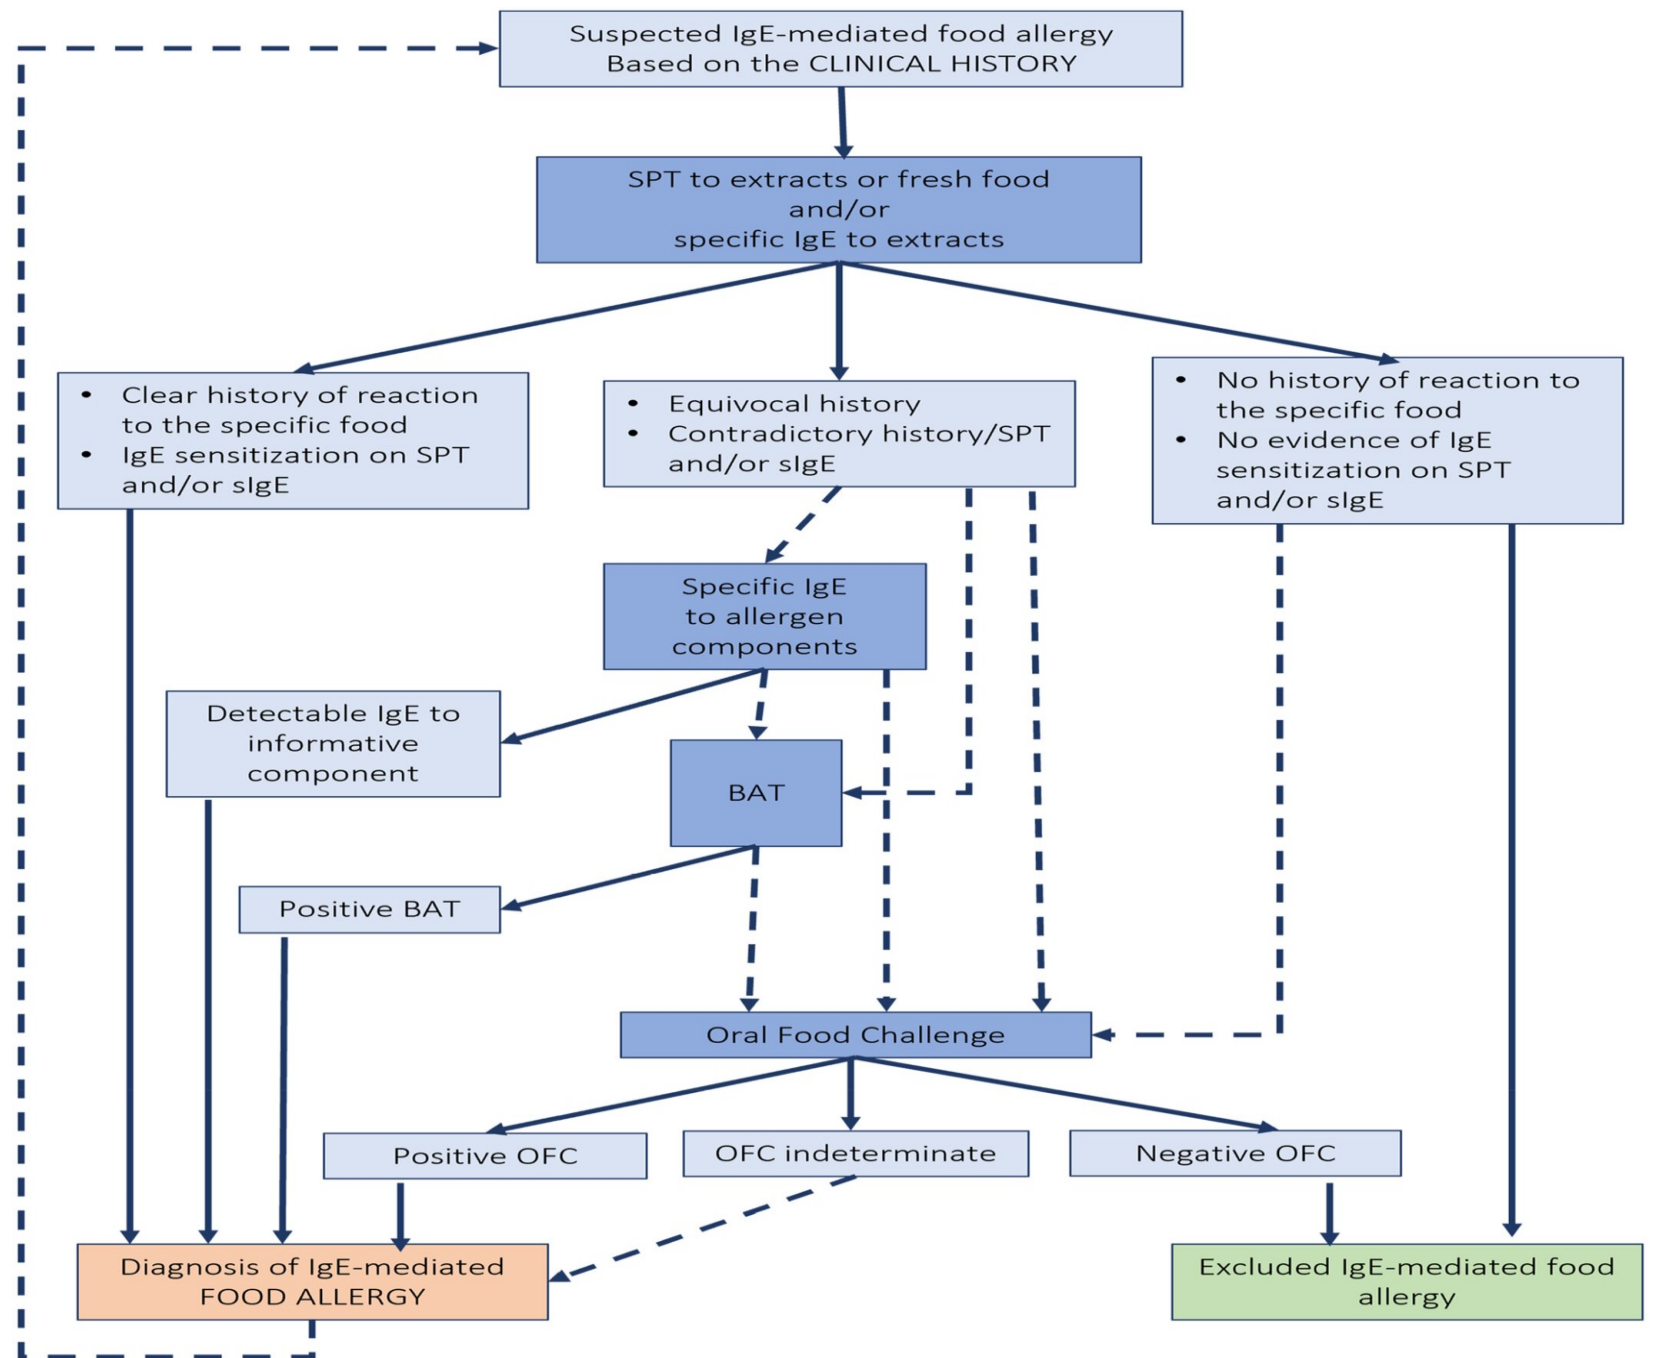 Suspected IgE-mediated food allergy
Based on the CLINICAL HISTORY
SPT to extracts or fresh food
and/or
specific IgE to extracts
• Clear history of reaction
to the specific food
• IgE sensitization on SPT
and/or sIgE
• Equivocal history
• Contradictory history/SPT
and/or sIgE
• No history of reaction to
the specific food
• No evidence of IgE
sensitization on SPT
and/or sIgE
Specific IgE
to allergen
components
Detectable IgE to
informative
component
BAT
Positive BAT
Oral Food Challenge
Positive OFC
OFC indeterminate
Negative OFC
Diagnosis of IgE-mediated
FOOD ALLERGY
Excluded IgE-mediated food
allergy